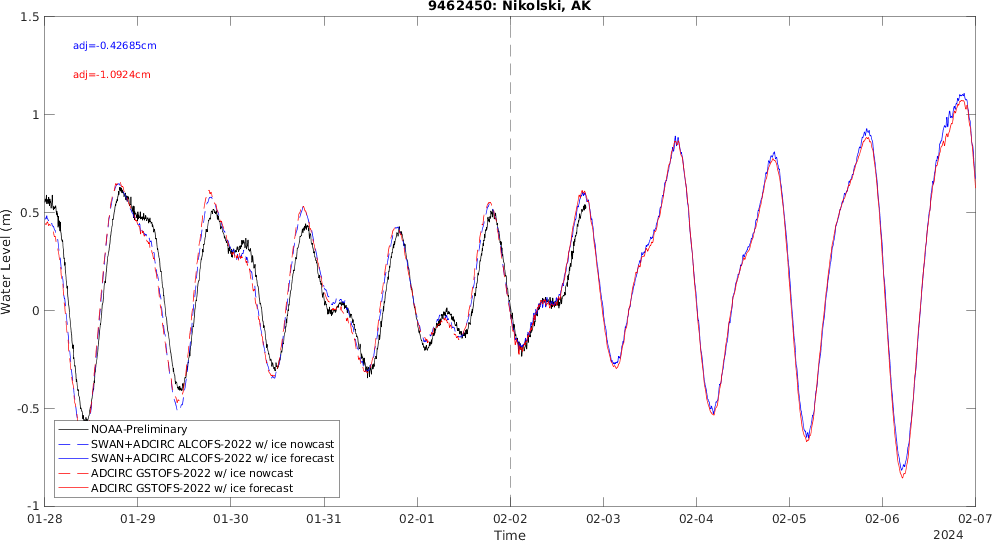 9462450: Nikolski, AK
adj=-0.42685cm
adj=-1.0924cm
Water Level (m)
1.5
1
0.5
0
-0.5
-1
NOAA-Preliminary
SWAN+ADCIRC ALCOFS-2022 w/ ice nowcast
SWAN+ADCIRC ALCOFS-2022 w/ ice forecast
ADCIRC GSTOFS-2022 w/ ice nowcast
ADCIRC GSTOFS-2022 w/ ice forecast
01-28 01-29 01-30 01-31 02-01 02-02 02-03 02-04 02-05 02-06 02-07
Time
2024